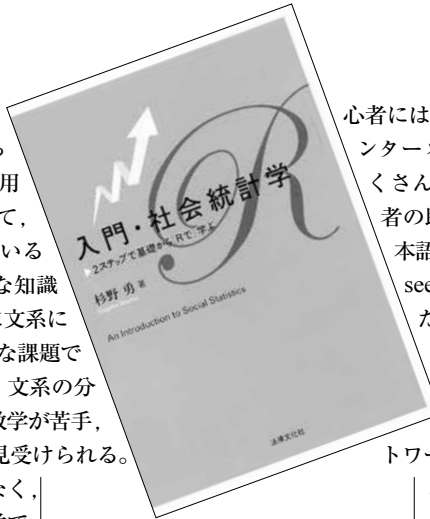 用
て，
いる
な知識
文系に
な課題で
文系の分
数学が苦手，
見受けられる。
なく，
入門・社会統計学
▶2ステップで基礎から[Rで]学ぶ
杉野 勇 著
An Introduction to Social Statistics
R
法律文化社
心者には
ンターネ
くさん
者の
本語
see
た
トワー